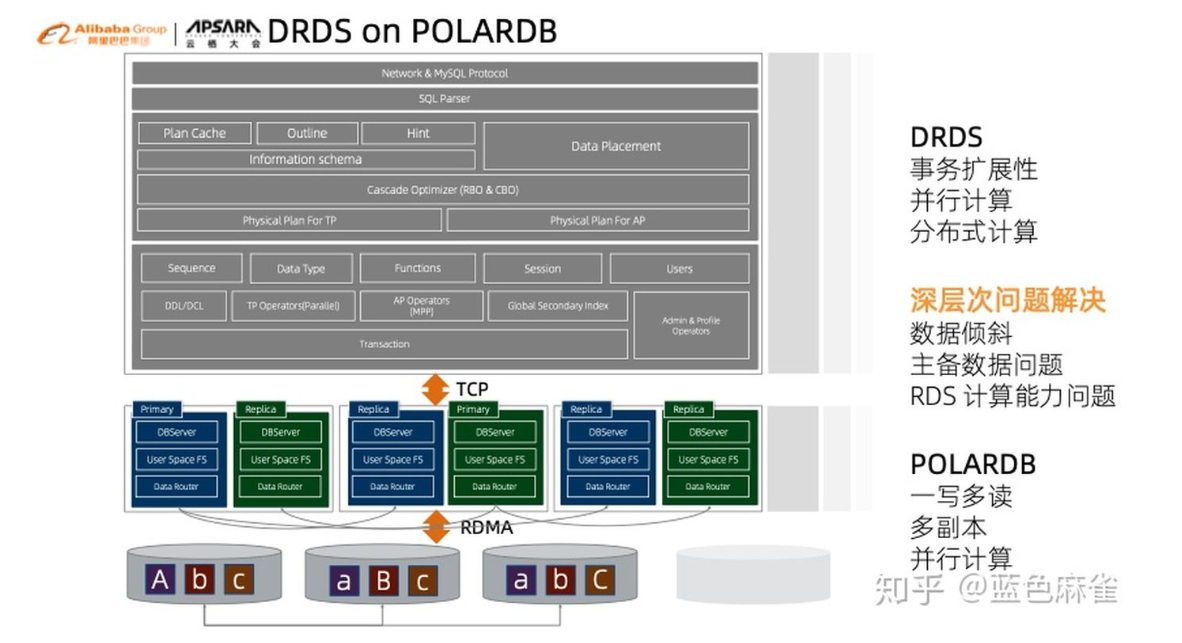 Alibaba Group
阿里巴巴集团
APSARA
云栖大会
DRDS on POLARDB
Network & MySQL Protocol
SQL Parser
Plan Cache
Outline
Hint
Data Placement
Information schema
Cascade Optimizer (RBO & CBO)
Physical Plan For TP
Physical Plan For AP
Sequence
Data Type
Functions
Session
Users
DDL/DCL
TP Operators(Parallel)
AP Operators
(MPP)
Global Secondary Index
Admin & Profile
Operators
Transaction
TCP
Primary
Replica
Replica
Primary
Replica
Replica
DBServer
DBServer
DBServer
DBServer
DBServer
DBServer
User Space FS
User Space FS
User Space FS
User Space FS
User Space FS
User Space FS
Data Router
Data Router
Data Router
Data Router
Data Router
Data Router
RDMA
A b c
a B c
a b C
DRDS
事务扩展性
并行计算
分布式计算
深层次问题解决
数据倾斜
主备数据问题
RDS 计算能力问题
POLARDB
一写多读
多副本
并行计算
知乎 @蓝色麻雀